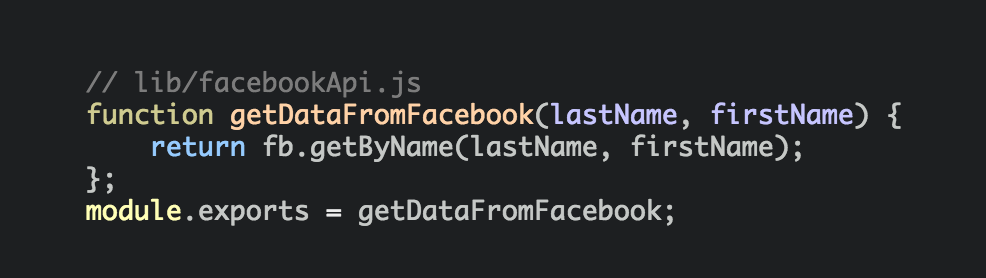 // lib/facebookApi.js
function getDataFromFacebook(lastName, firstName) {
    return fb.getByName(lastName, firstName);
};
module.exports = getDataFromFacebook;